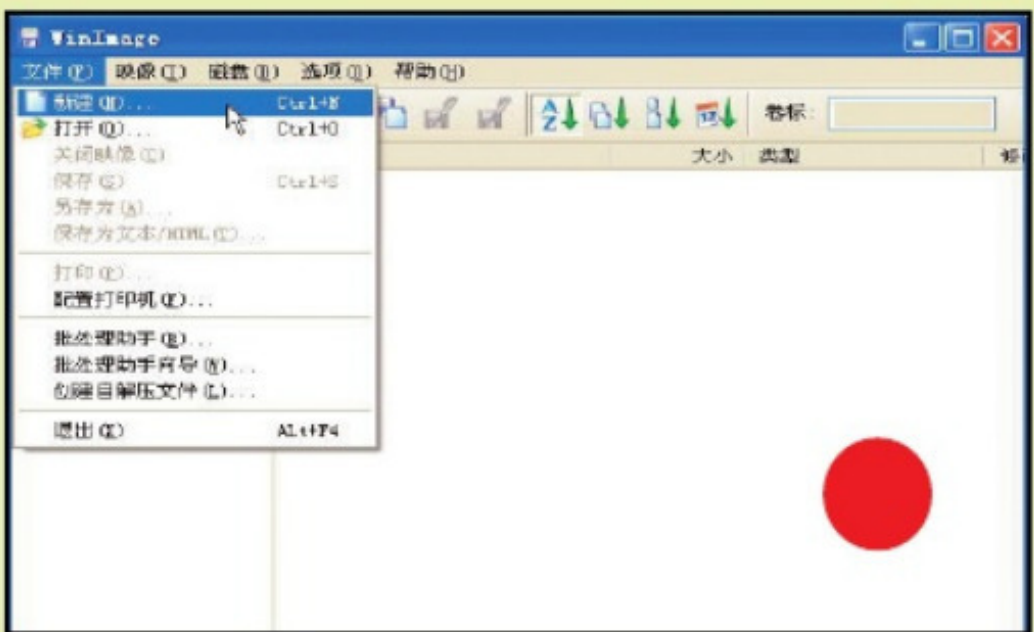 WinImage
文件(F) 映像(I) 磁盘(D) 选项(O) 帮助(H)
新建(N)... Ctrl+N
打开(O)... Ctrl+O
关闭映像(C)
保存(S) Ctrl+S
另存为(A)...
保存为文本/HTML(T)...
打印(P)...
配置打印机(F)...
批处理助手(B)...
批处理助手向导(W)...
创建自解压文件(L)...
退出(X) Alt+F4
卷标:
大小 类型 修